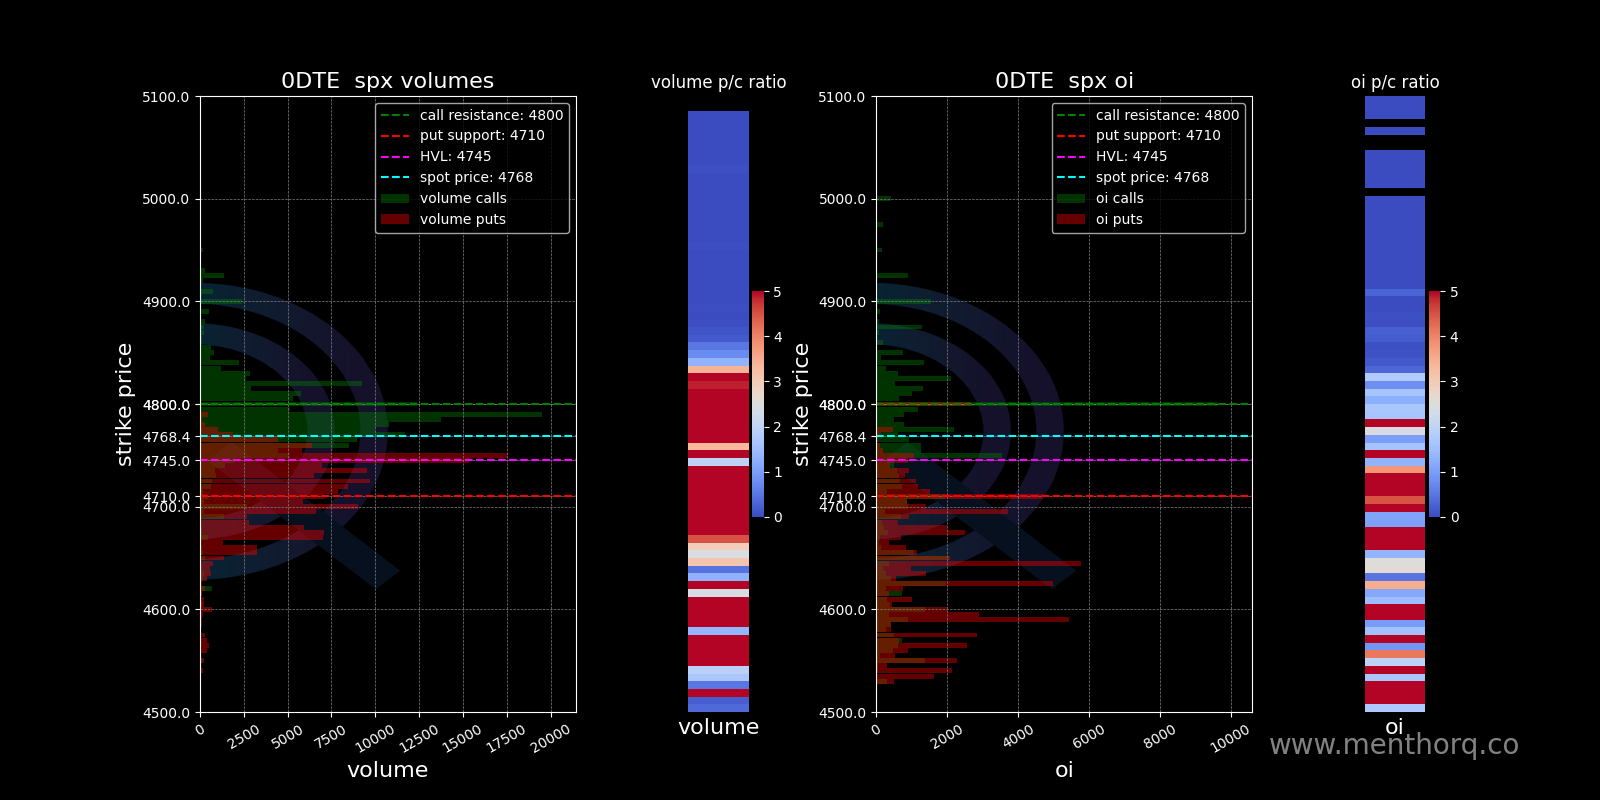 0DTE  spx volumes
volume p/c ratio
0DTE  spx oi
oi p/c ratio
call resistance: 4800
put support: 4710
HVL: 4745
spot price: 4768
volume calls
volume puts
call resistance: 4800
put support: 4710
HVL: 4745
spot price: 4768
oi calls
oi puts
5100.0
5000.0
4900.0
4800.0
4768.4
4745.0
4710.0
4700.0
4600.0
4500.0
strike price
0
2500
5000
7500
10000
12500
15000
17500
20000
volume
5
4
3
2
1
0
volume
5100.0
5000.0
4900.0
4800.0
4768.4
4745.0
4710.0
4700.0
4600.0
4500.0
strike price
0
2000
4000
6000
8000
10000
oi
5
4
3
2
1
0
oi
www.menthorq.co